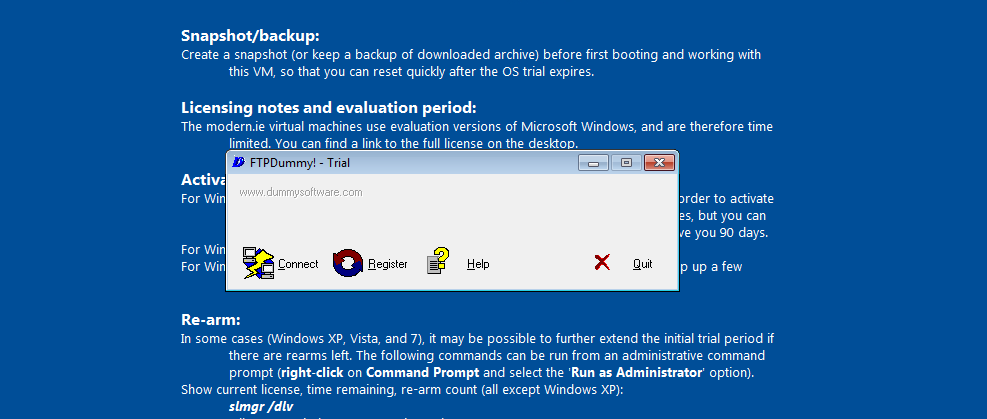 Snapshot/backup:
Create a snapshot (or keep a backup of downloaded archive) before first booting and working with
this VM, so that you can reset quickly after the OS trial expires.
Licensing notes and evaluation period:
The modern.ie virtual machines use evaluation versions of Microsoft Windows, and are therefore time
limited. You can find a link to the full license on the desktop.
FTPDummy! - Trial
www.dummysoftware.com
Connect
Register
Help
Quit
Activa
For Win
order to activate
es, but you can
ve you 90 days.
For Win
For Win
p up a few
Re-arm:
In some cases (Windows XP, Vista, and 7), it may be possible to further extend the initial trial period if
there are rearms left. The following commands can be run from an administrative command
prompt (right-click on Command Prompt and select the 'Run as Administrator' option).
Show current license, time remaining, re-arm count (all except Windows XP):
slmgr /dlv